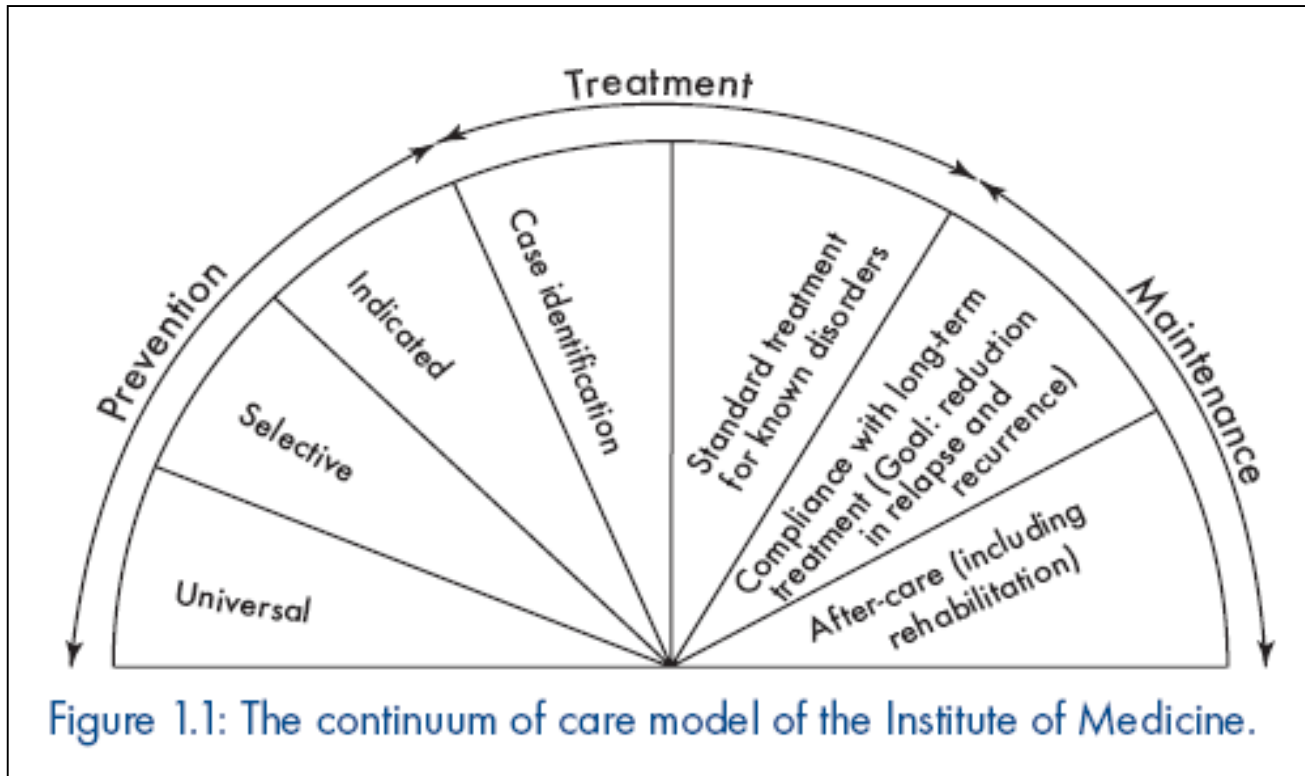 Treatment
Prevention
Maintenance
Universal
Selective
Indicated
Case identification
Standard treatment
for known disorders
Compliance with long-term
treatment (Goal: reduction
in relapse and
recurrence)
After-care (including
rehabilitation)
Figure 1.1: The continuum of care model of the Institute of Medicine.